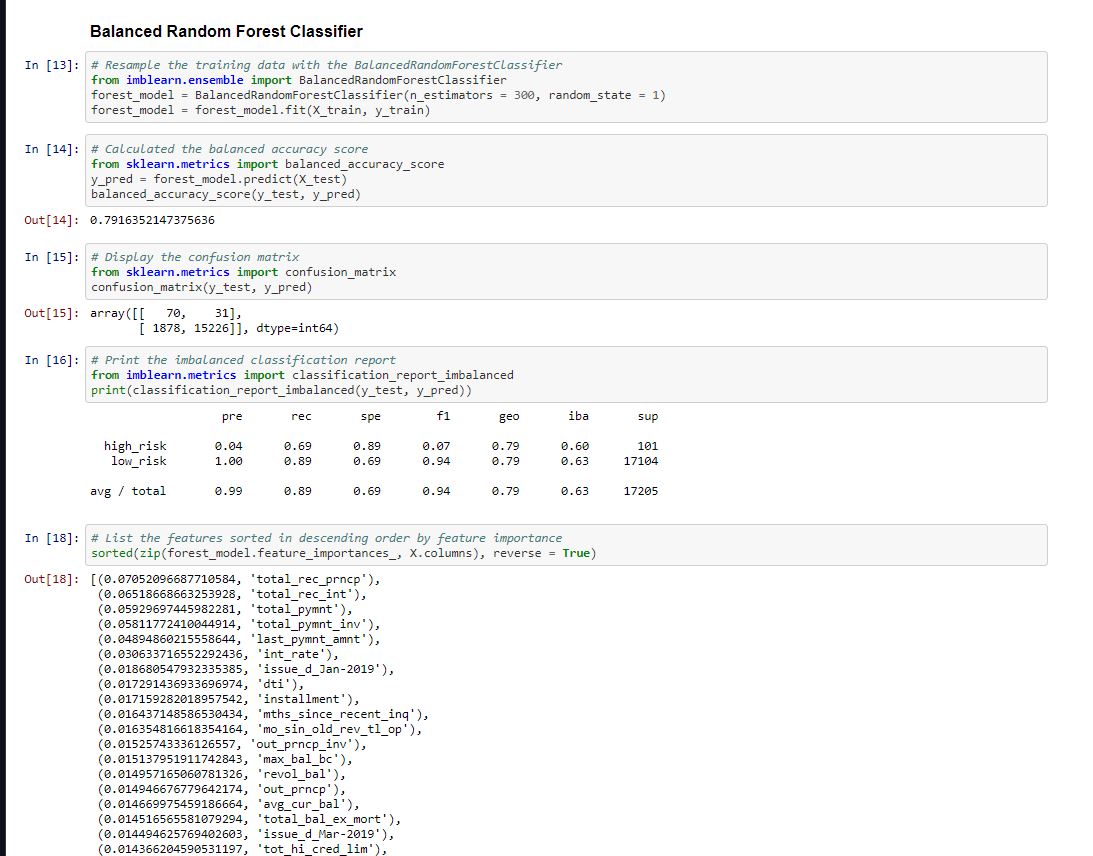 Balanced Random Forest Classifier
In [13]: # Resample the training data with the BalancedRandomForestClassifier
from imblearn.ensemble import BalancedRandomForestClassifier
forest_model = BalancedRandomForestClassifier(n_estimators = 300, random_state = 1)
forest_model = forest_model.fit(X_train, y_train)
In [14]: # Calculated the balanced accuracy score
from sklearn.metrics import balanced_accuracy_score
y_pred = forest_model.predict(X_test)
balanced_accuracy_score(y_test, y_pred)
Out[14]: 0.7916352147375636
In [15]: # Display the confusion matrix
from sklearn.metrics import confusion_matrix
confusion_matrix(y_test, y_pred)
Out[15]: array([[   70,    31],
       [ 1878, 15226]], dtype=int64)
In [16]: # Print the imbalanced classification report
from imblearn.metrics import classification_report_imbalanced
print(classification_report_imbalanced(y_test, y_pred))
pre rec spe f1 geo iba sup
high_risk 0.04 0.69 0.89 0.07 0.79 0.60 101
low_risk 1.00 0.89 0.69 0.94 0.79 0.63 17104
avg / total 0.99 0.89 0.69 0.94 0.79 0.63 17205
In [18]: # List the features sorted in descending order by feature importance
sorted(zip(forest_model.feature_importances_, X.columns), reverse = True)
Out[18]: [(0.07052096687710584, 'total_rec_prncp'),
(0.06518668663253928, 'total_rec_int'),
(0.05929697445982281, 'total_pymnt'),
(0.05811772410044914, 'total_pymnt_inv'),
(0.04894860215558644, 'last_pymnt_amnt'),
(0.030633716552292436, 'int_rate'),
(0.018680547932335385, 'issue_d_Jan-2019'),
(0.017291436933696974, 'dti'),
(0.017159282018957542, 'installment'),
(0.016437148586530434, 'mths_since_recent_inq'),
(0.016354816618354164, 'mo_sin_old_rev_tl_op'),
(0.01525743336126557, 'out_prncp_inv'),
(0.015137951911742843, 'max_bal_bc'),
(0.014957165060781326, 'revol_bal'),
(0.014946676779642174, 'out_prncp'),
(0.014669975459186664, 'avg_cur_bal'),
(0.014516565581079294, 'total_bal_ex_mort'),
(0.014494625769402603, 'issue_d_Mar-2019'),
(0.014366204590531197, 'tot_hi_cred_lim'),